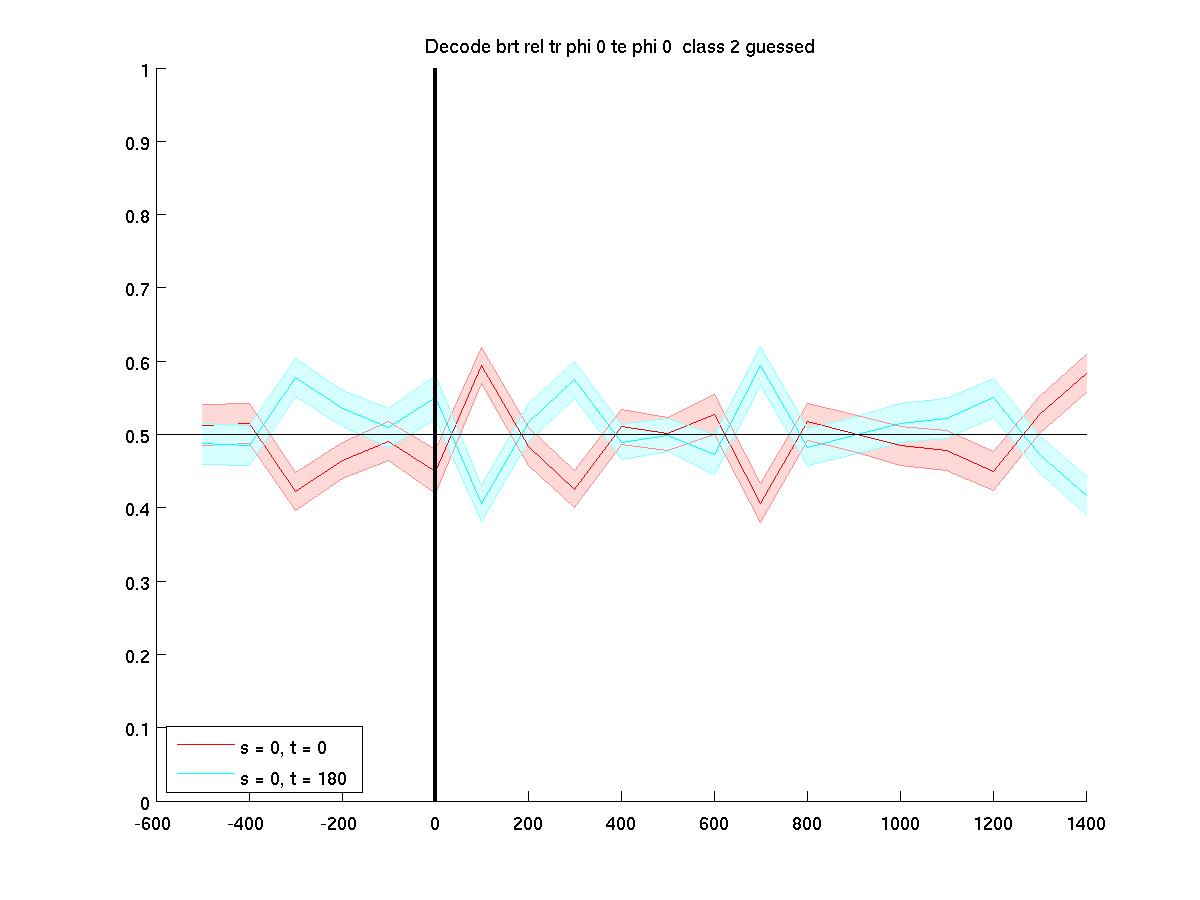 Decode brt rel tr phi 0 te phi 0  class 2 guessed
1
0.9
0.8
0.7
0.6
0.5
0.4
0.3
0.2
0.1
0
s = 0, t = 0
s = 0, t = 180
-600 -400 -200 0 200 400 600 800 1000 1200 1400